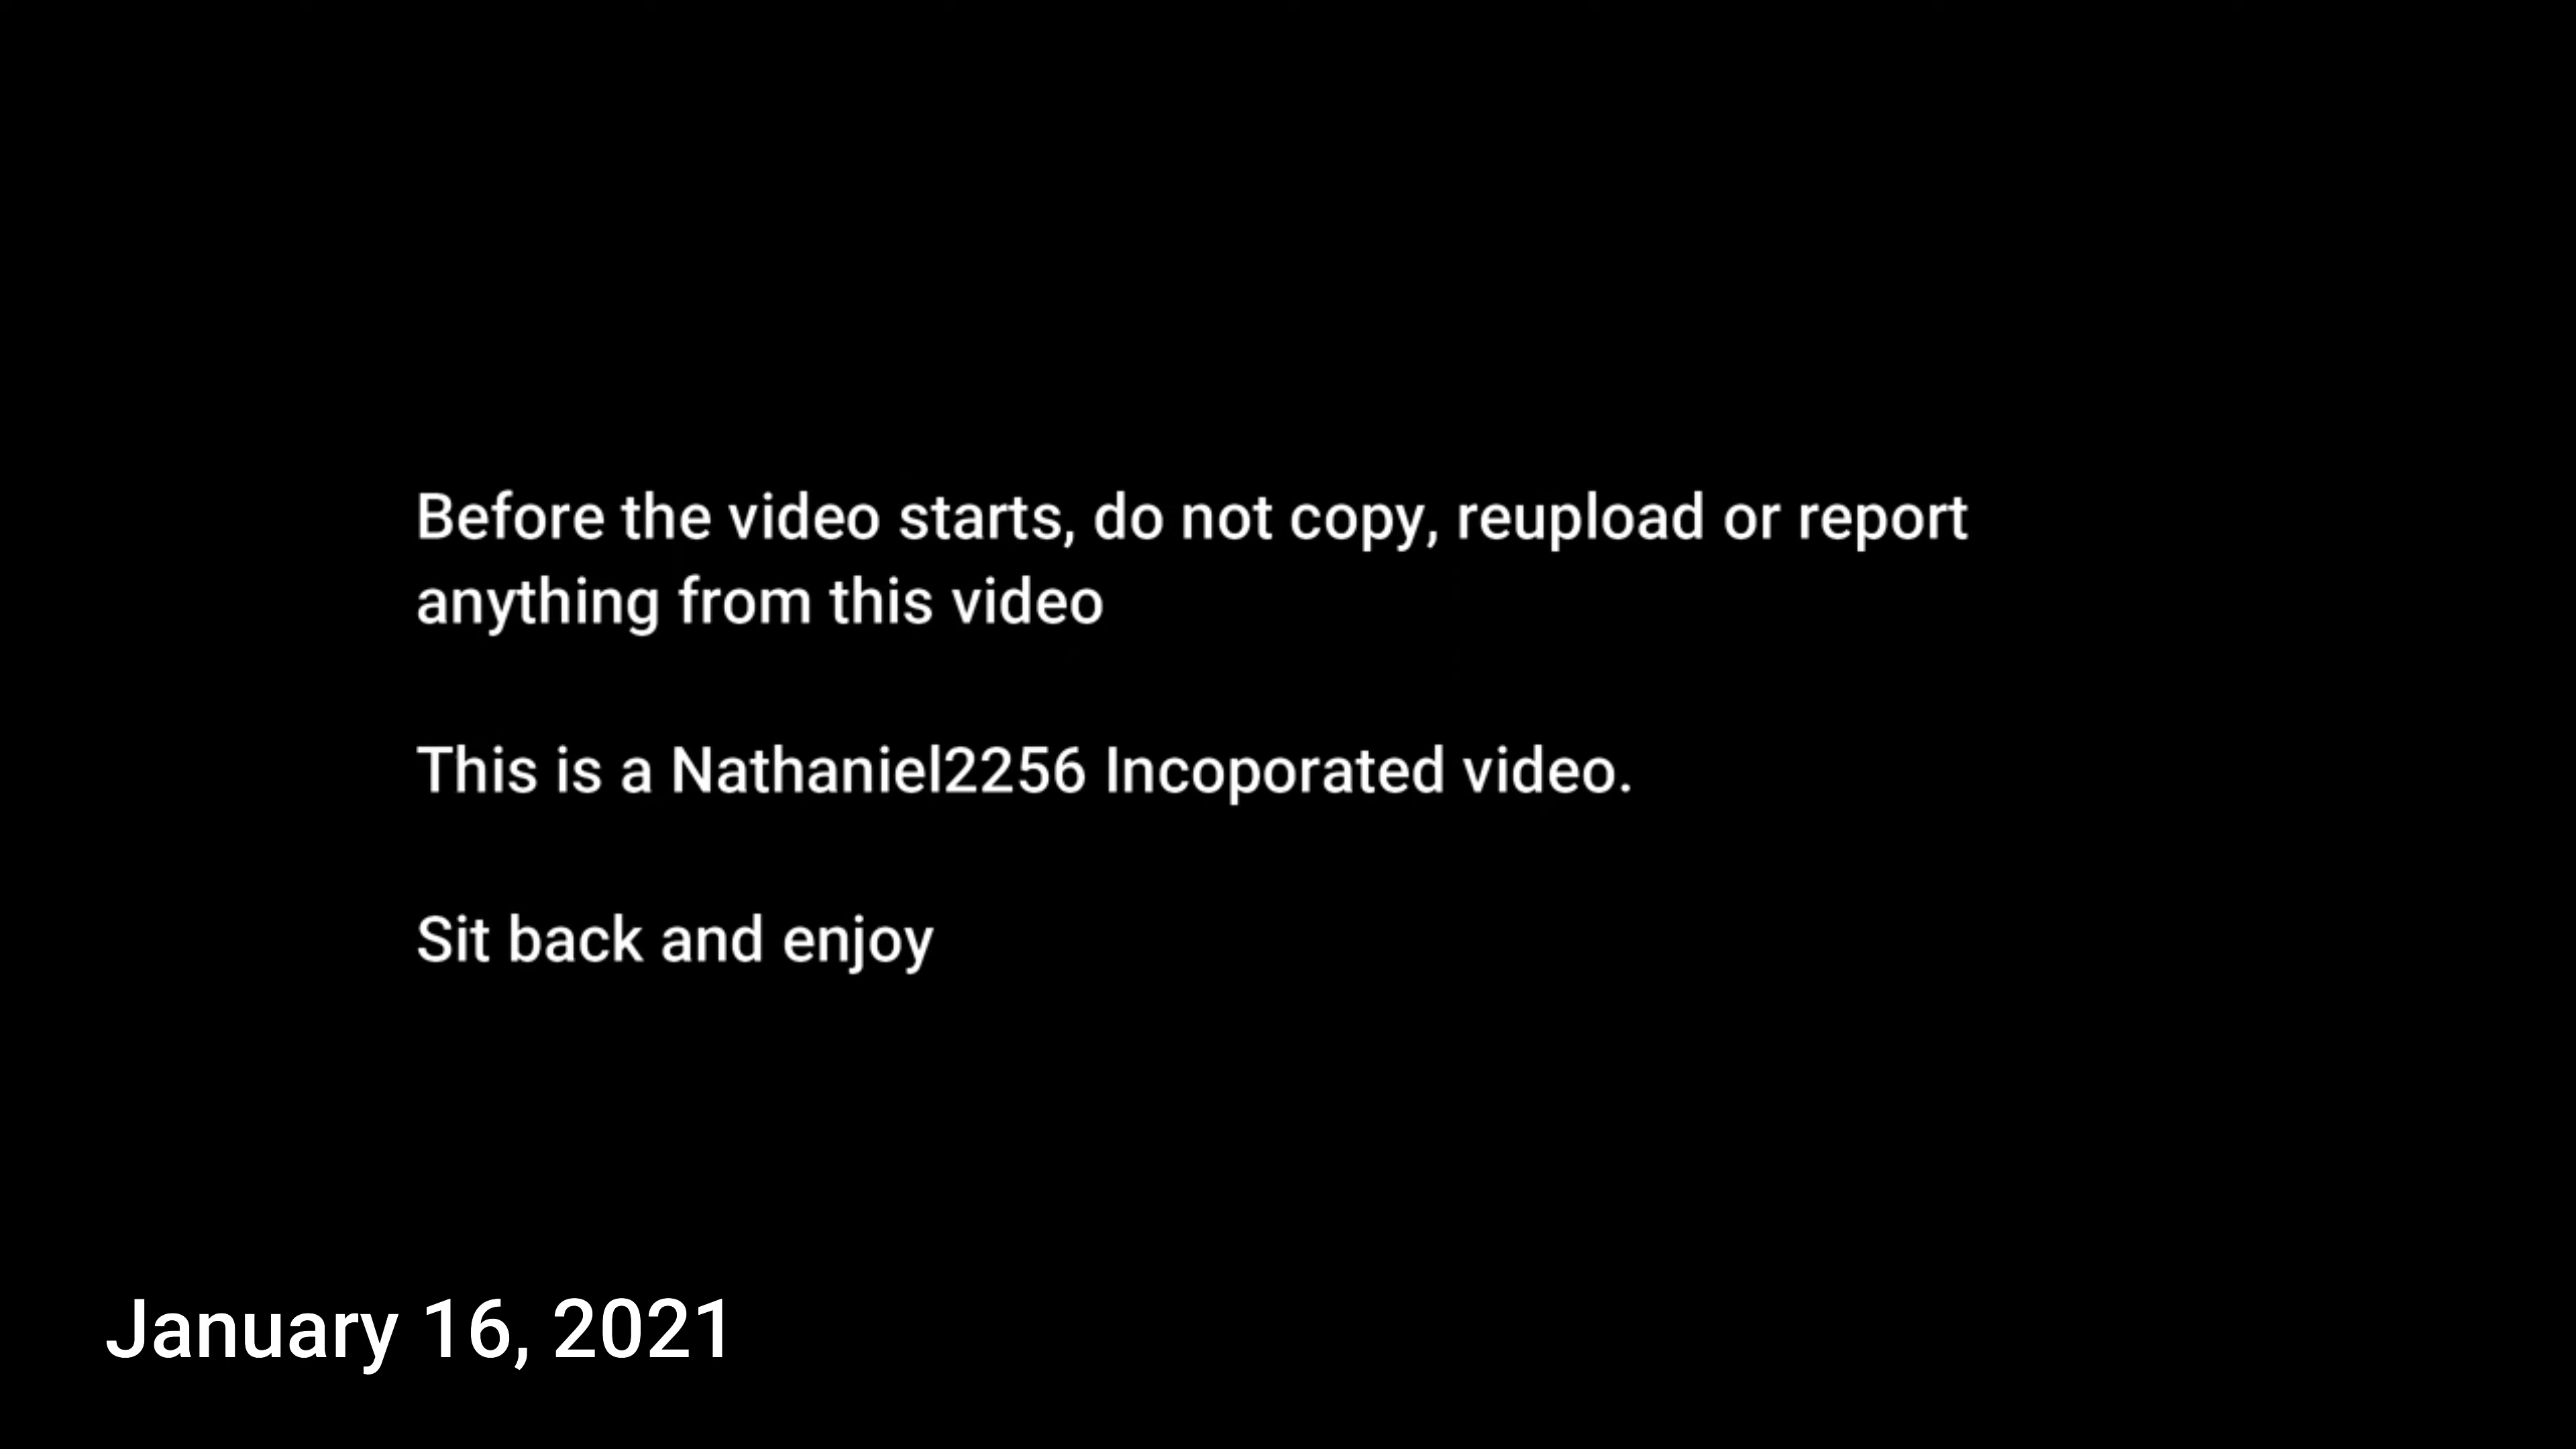 Before the video starts, do not copy, reupload or report
anything from this video
This is a Nathaniel2256 Incoporated video.
Sit back and enjoy
January 16, 2021